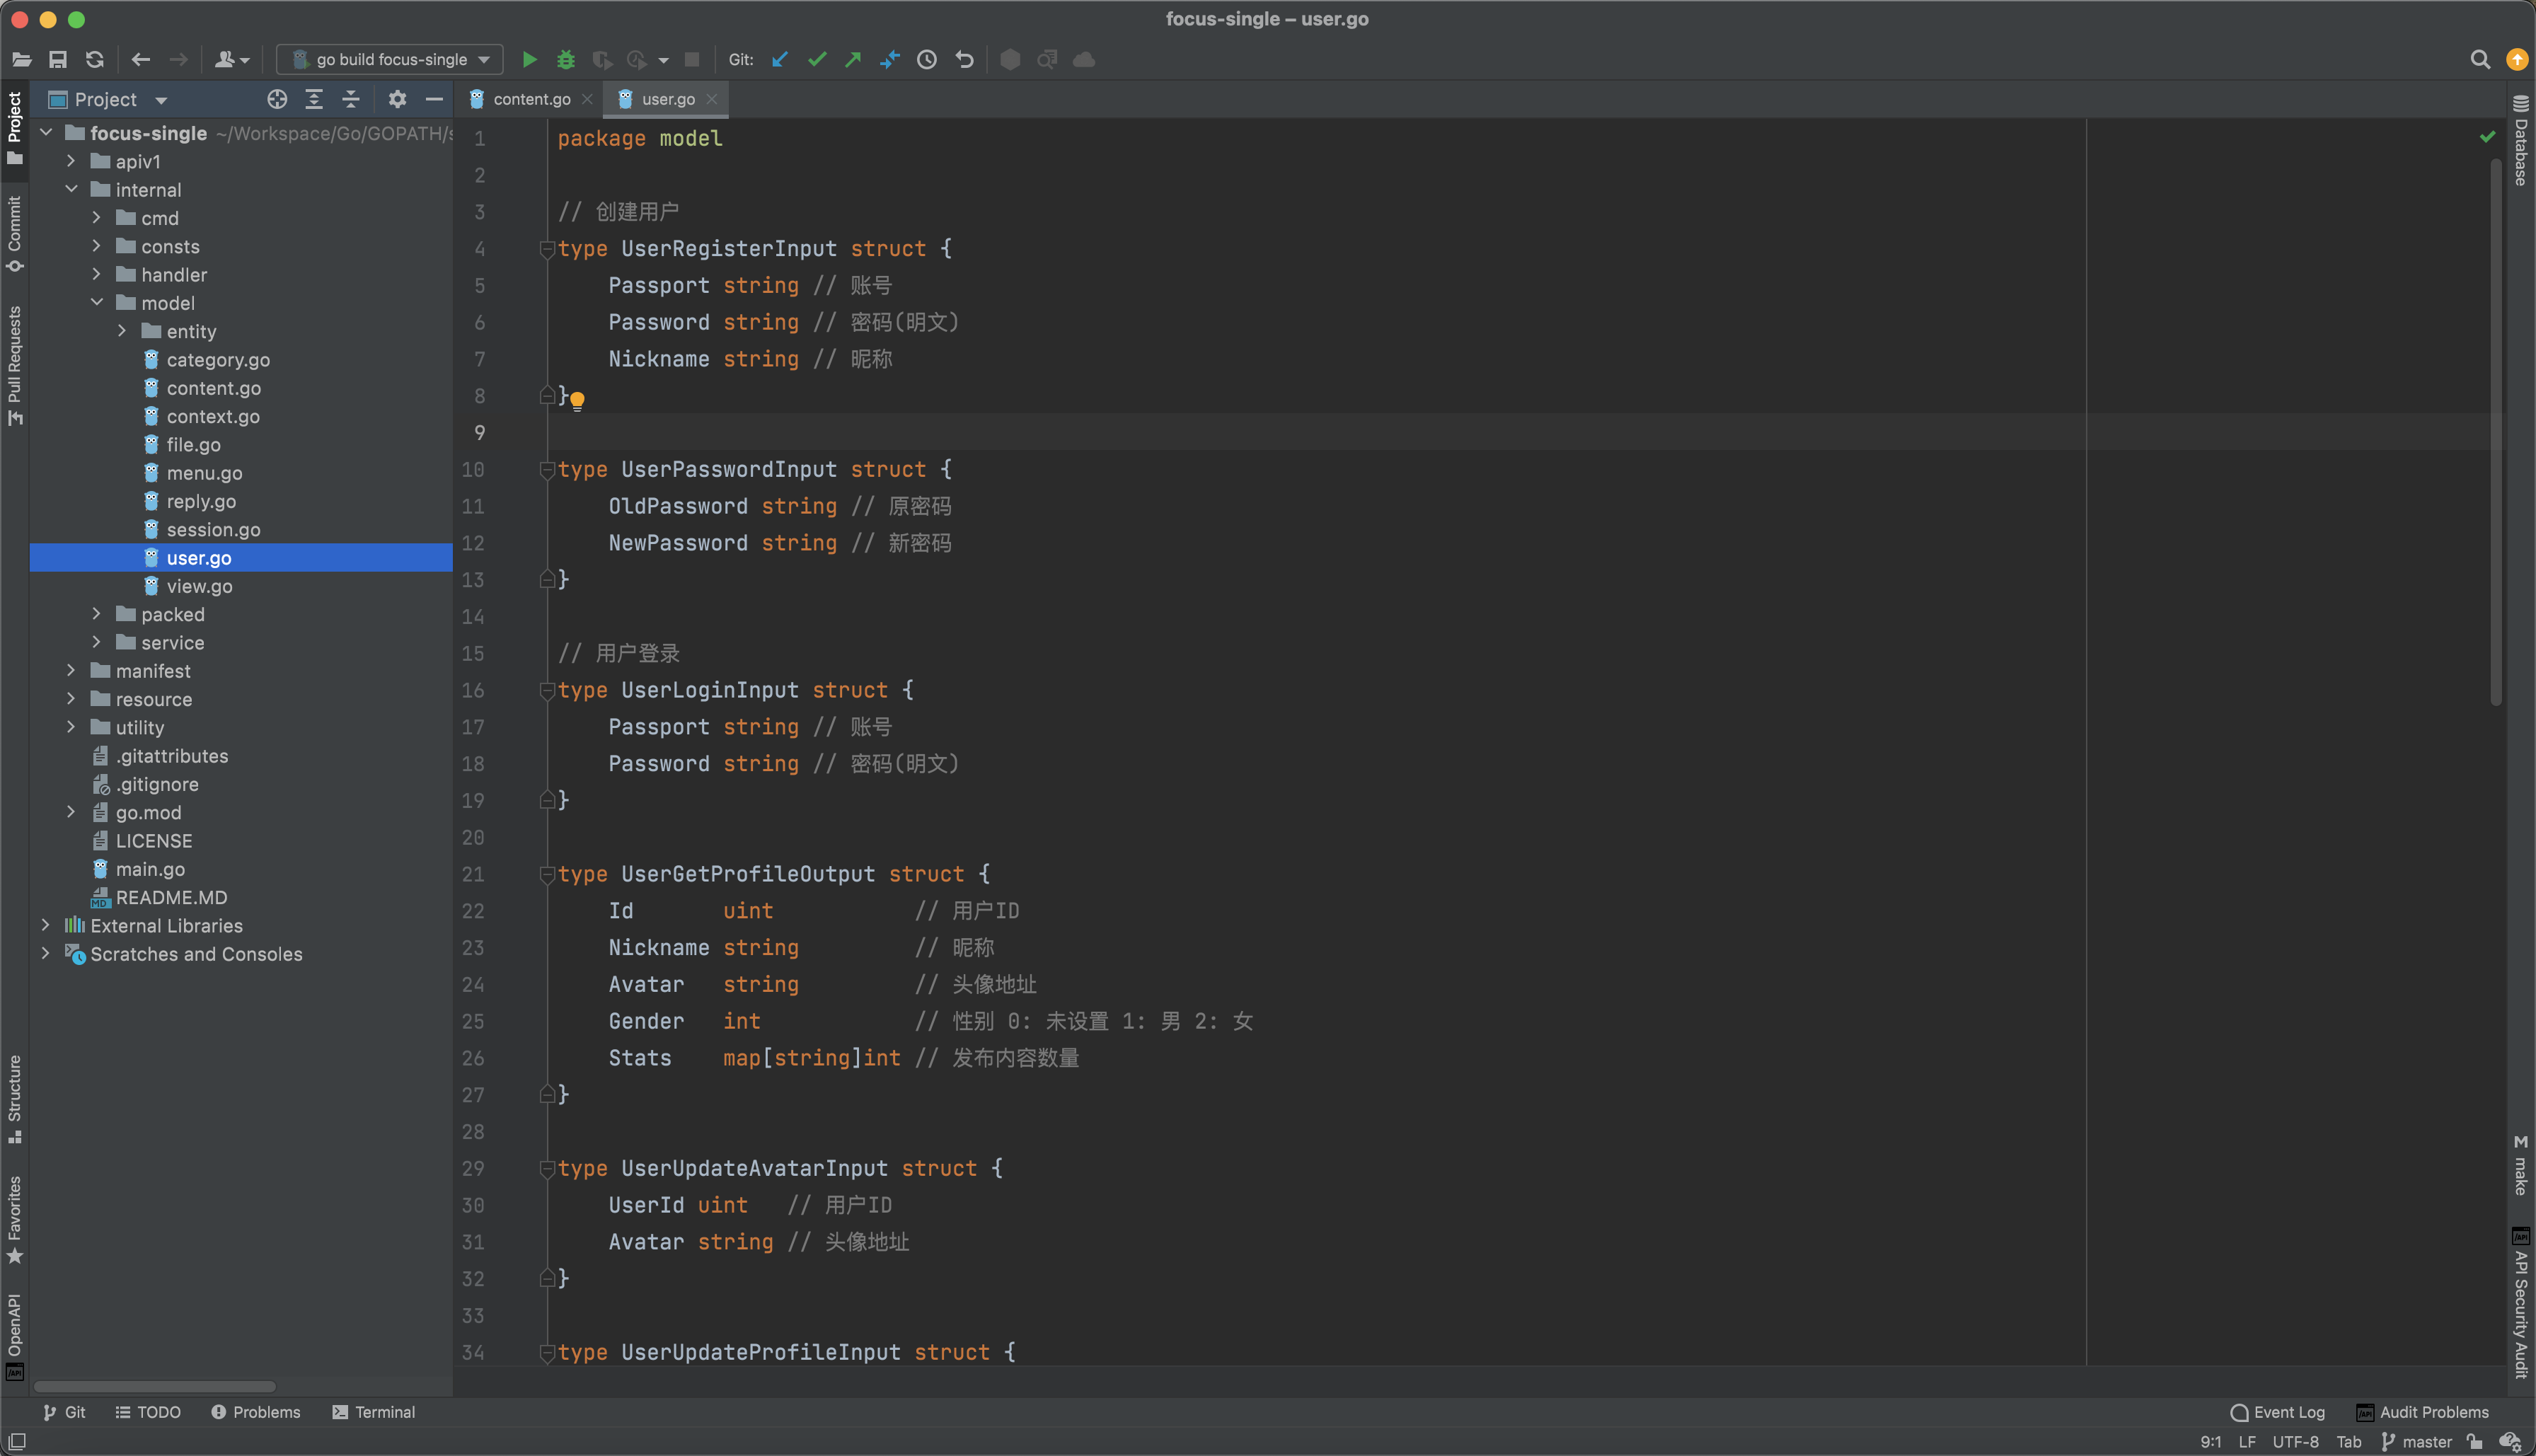 focus-single – user.go
go build focus-single
Git:
Project
content.go
user.go
Project
Commit
Pull Requests
Structure
Favorites
OpenAPI
focus-single ~/Workspace/Go/GOPATH/s
apiv1
internal
cmd
consts
handler
model
entity
category.go
content.go
context.go
file.go
menu.go
reply.go
session.go
user.go
view.go
packed
service
manifest
resource
utility
.gitattributes
.gitignore
go.mod
LICENSE
main.go
README.MD
External Libraries
Scratches and Consoles
1 package model
2
3 // 创建用户
4 type UserRegisterInput struct {
5 Passport string // 账号
6 Password string // 密码(明文)
7 Nickname string // 昵称
8 }
9
10 type UserPasswordInput struct {
11 OldPassword string // 原密码
12 NewPassword string // 新密码
13 }
14
15 // 用户登录
16 type UserLoginInput struct {
17 Passport string // 账号
18 Password string // 密码(明文)
19 }
20
21 type UserGetProfileOutput struct {
22 Id uint // 用户ID
23 Nickname string // 昵称
24 Avatar string // 头像地址
25 Gender int // 性别 0: 未设置 1: 男 2: 女
26 Stats map[string]int // 发布内容数量
27 }
28
29 type UserUpdateAvatarInput struct {
30 UserId uint // 用户ID
31 Avatar string // 头像地址
32 }
33
34 type UserUpdateProfileInput struct {
Database
M make
API Security Audit
Git TODO Problems Terminal Event Log Audit Problems
9:1 LF UTF-8 Tab master